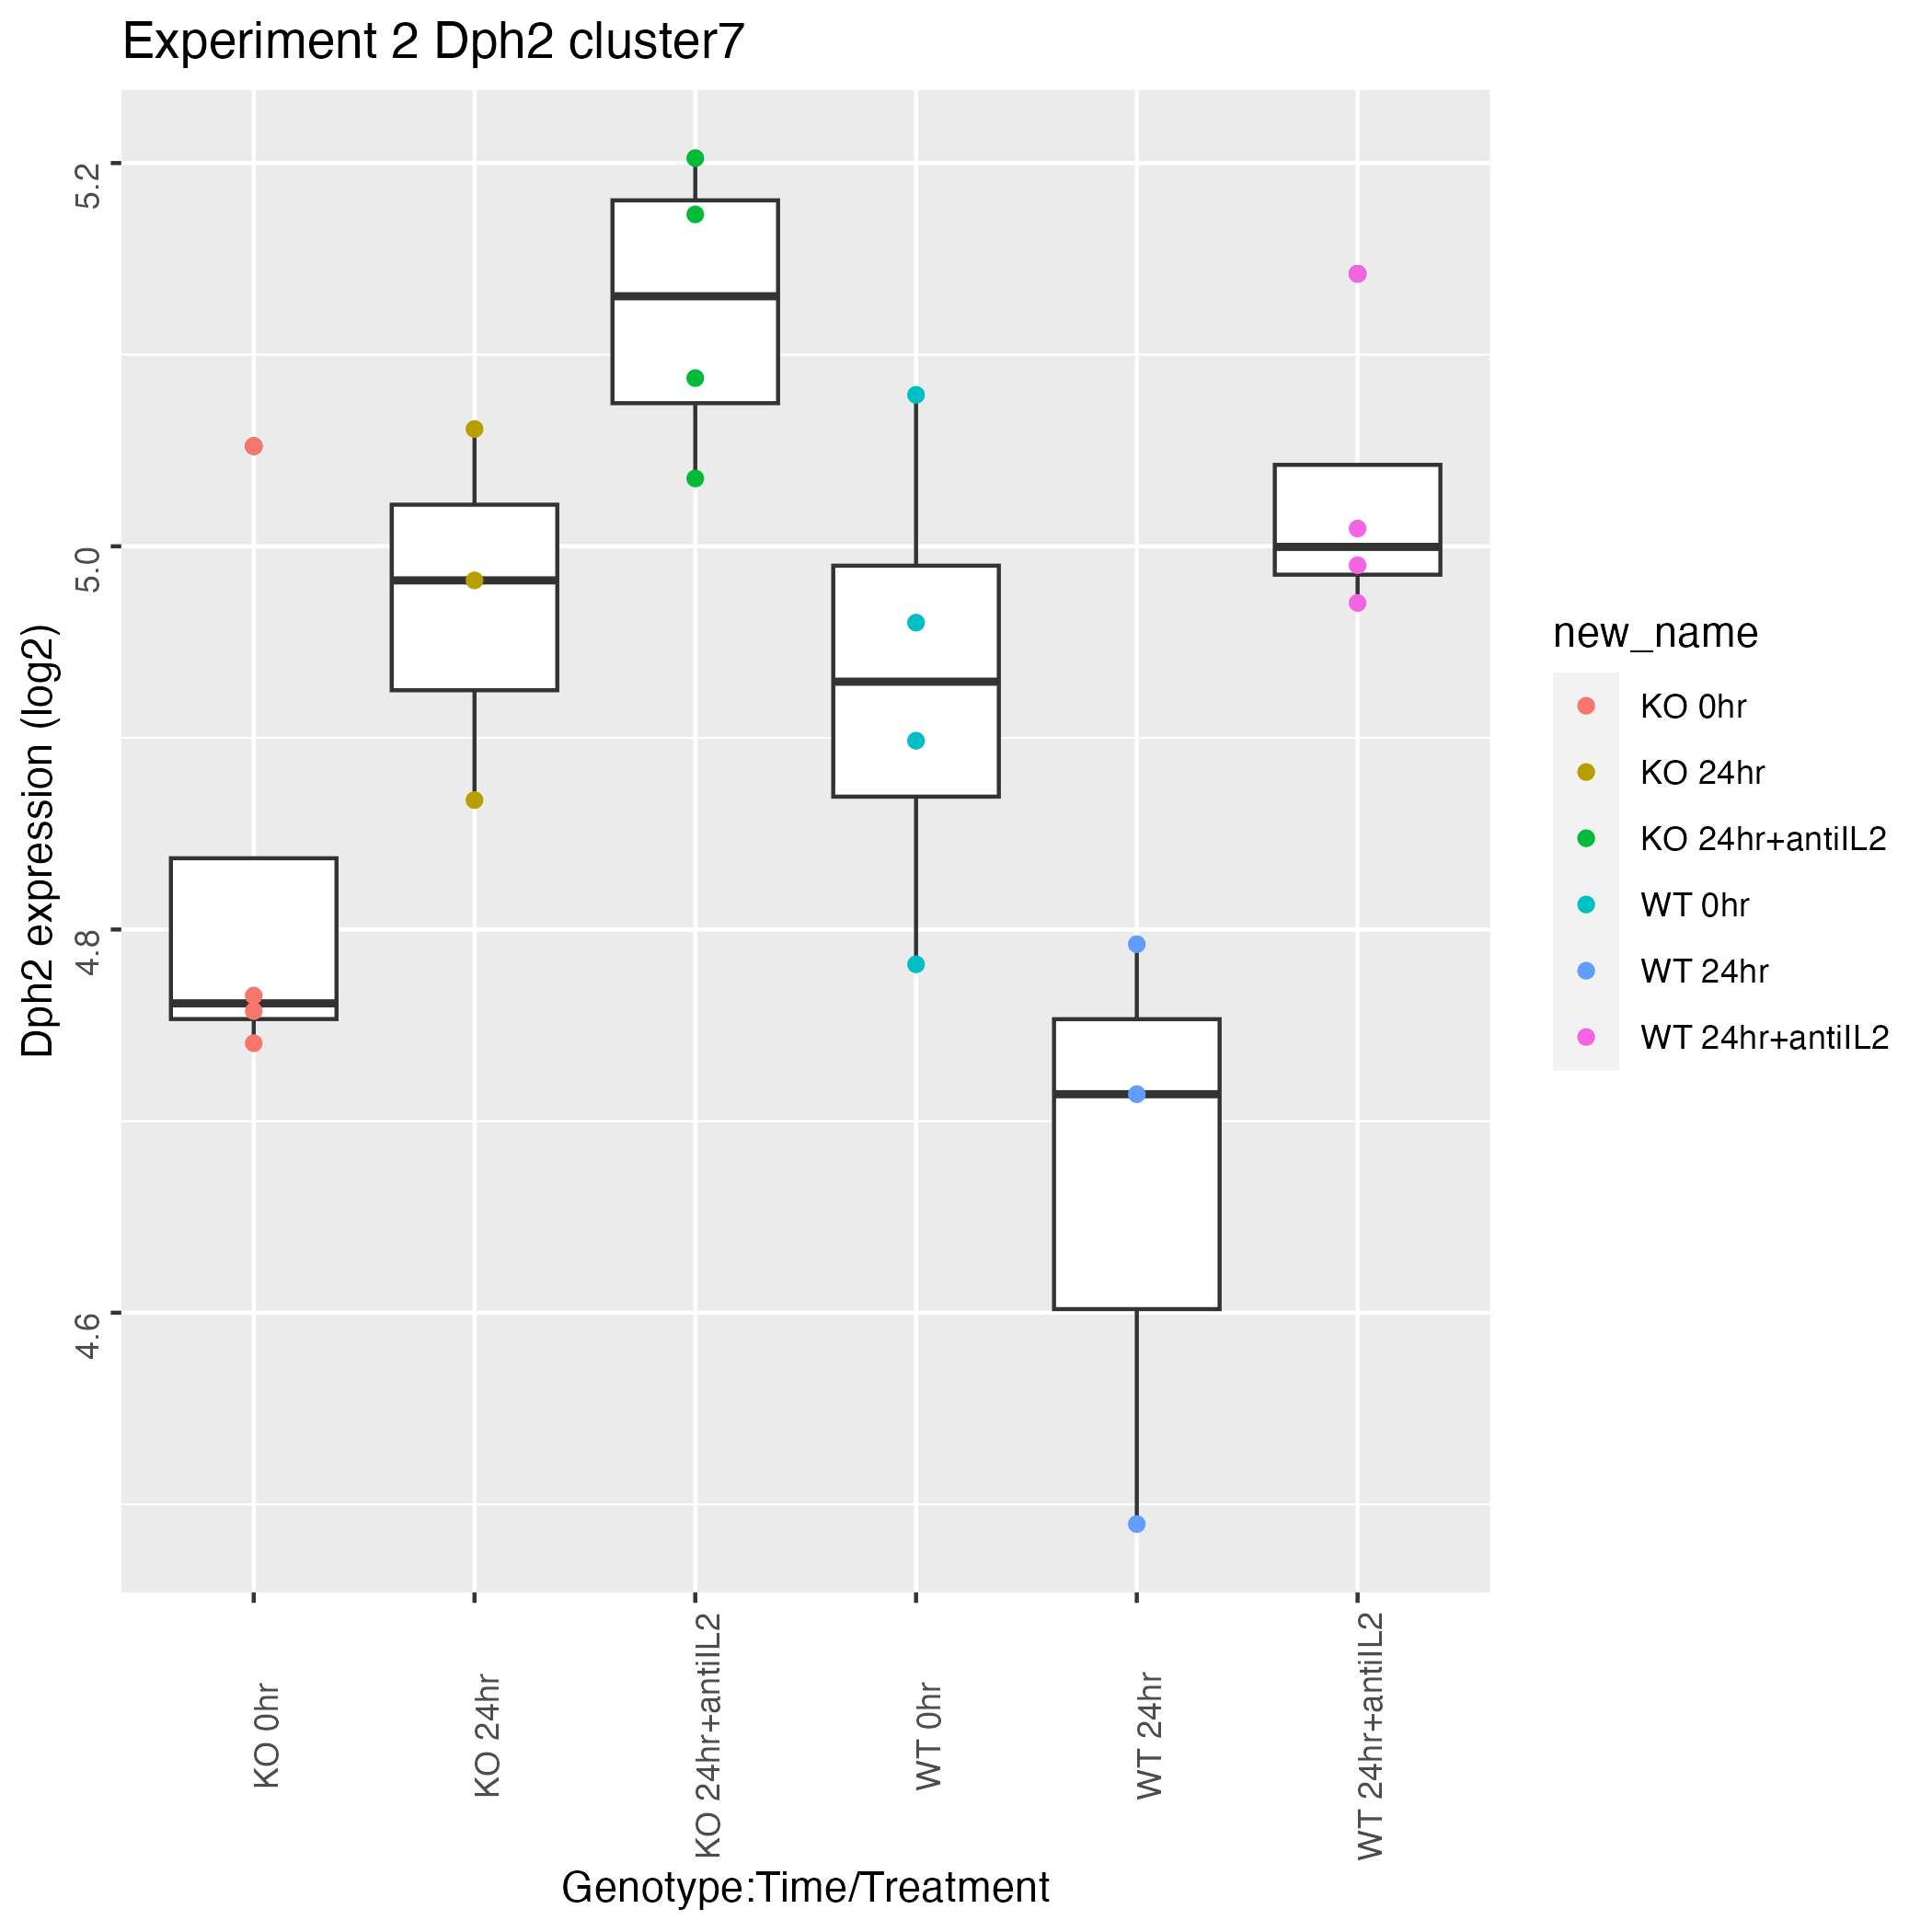 Experiment 2 Dph2 cluster7
Dph2 expression (log2)
5.2
5.0
4.8
4.6
KO 0hr
KO 24hr
KO 24hr+antiIL2
WT 0hr
WT 24hr
WT 24hr+antiIL2
Genotype:Time/Treatment
new_name
KO 0hr
KO 24hr
KO 24hr+antiIL2
WT 0hr
WT 24hr
WT 24hr+antiIL2